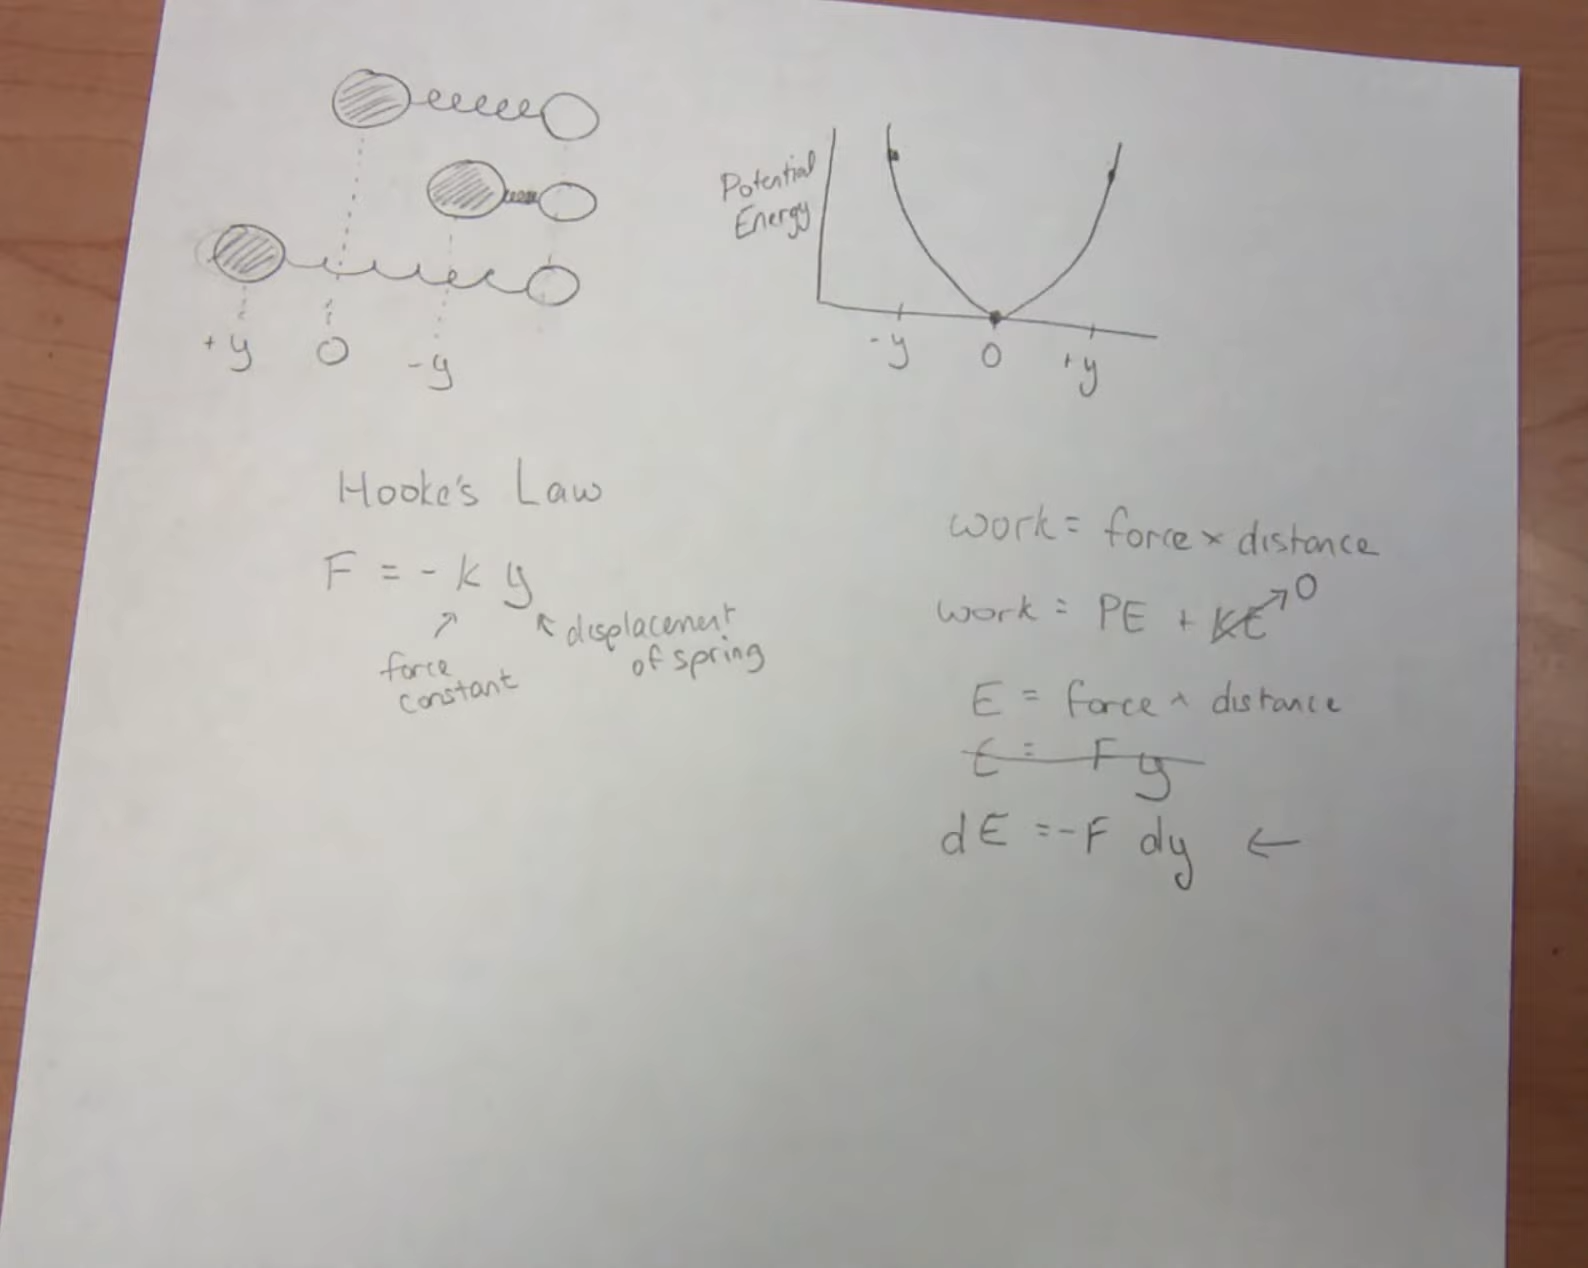 +y 0 -y
Potential
Energy
-y 0 +y
Hooke's Law
F = - k y
force
constant
displacement
of spring
work = force × distance
work = PE + KE 0
E = force × distance
E = F y
dE = -F dy ←